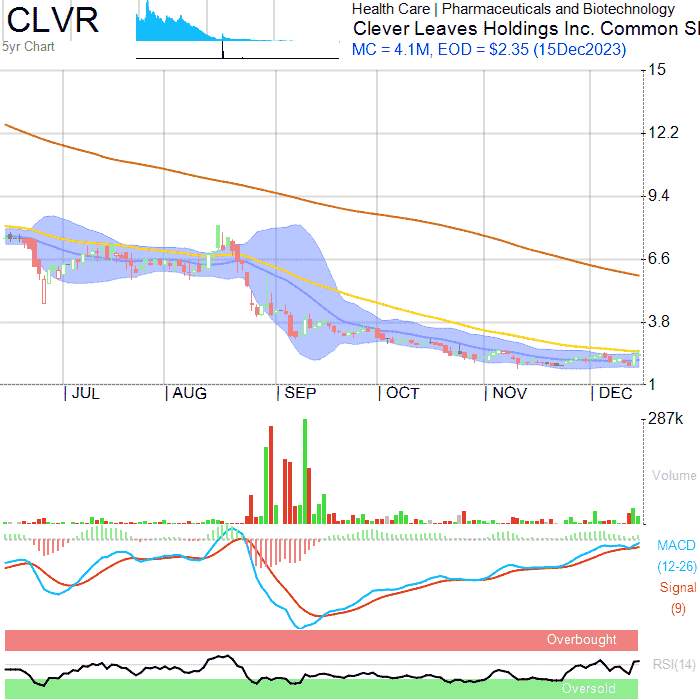 CLVR
5yr Chart
Health Care | Pharmaceuticals and Biotechnology
Clever Leaves Holdings Inc. Common S
MC = 4.1M, EOD = $2.35 (15Dec2023)
15
12.2
9.4
6.6
3.8
1
JUL AUG SEP OCT NOV DEC
287k
Volume
MACD
(12-26)
Signal
(9)
Overbought
RSI(14)
Oversold